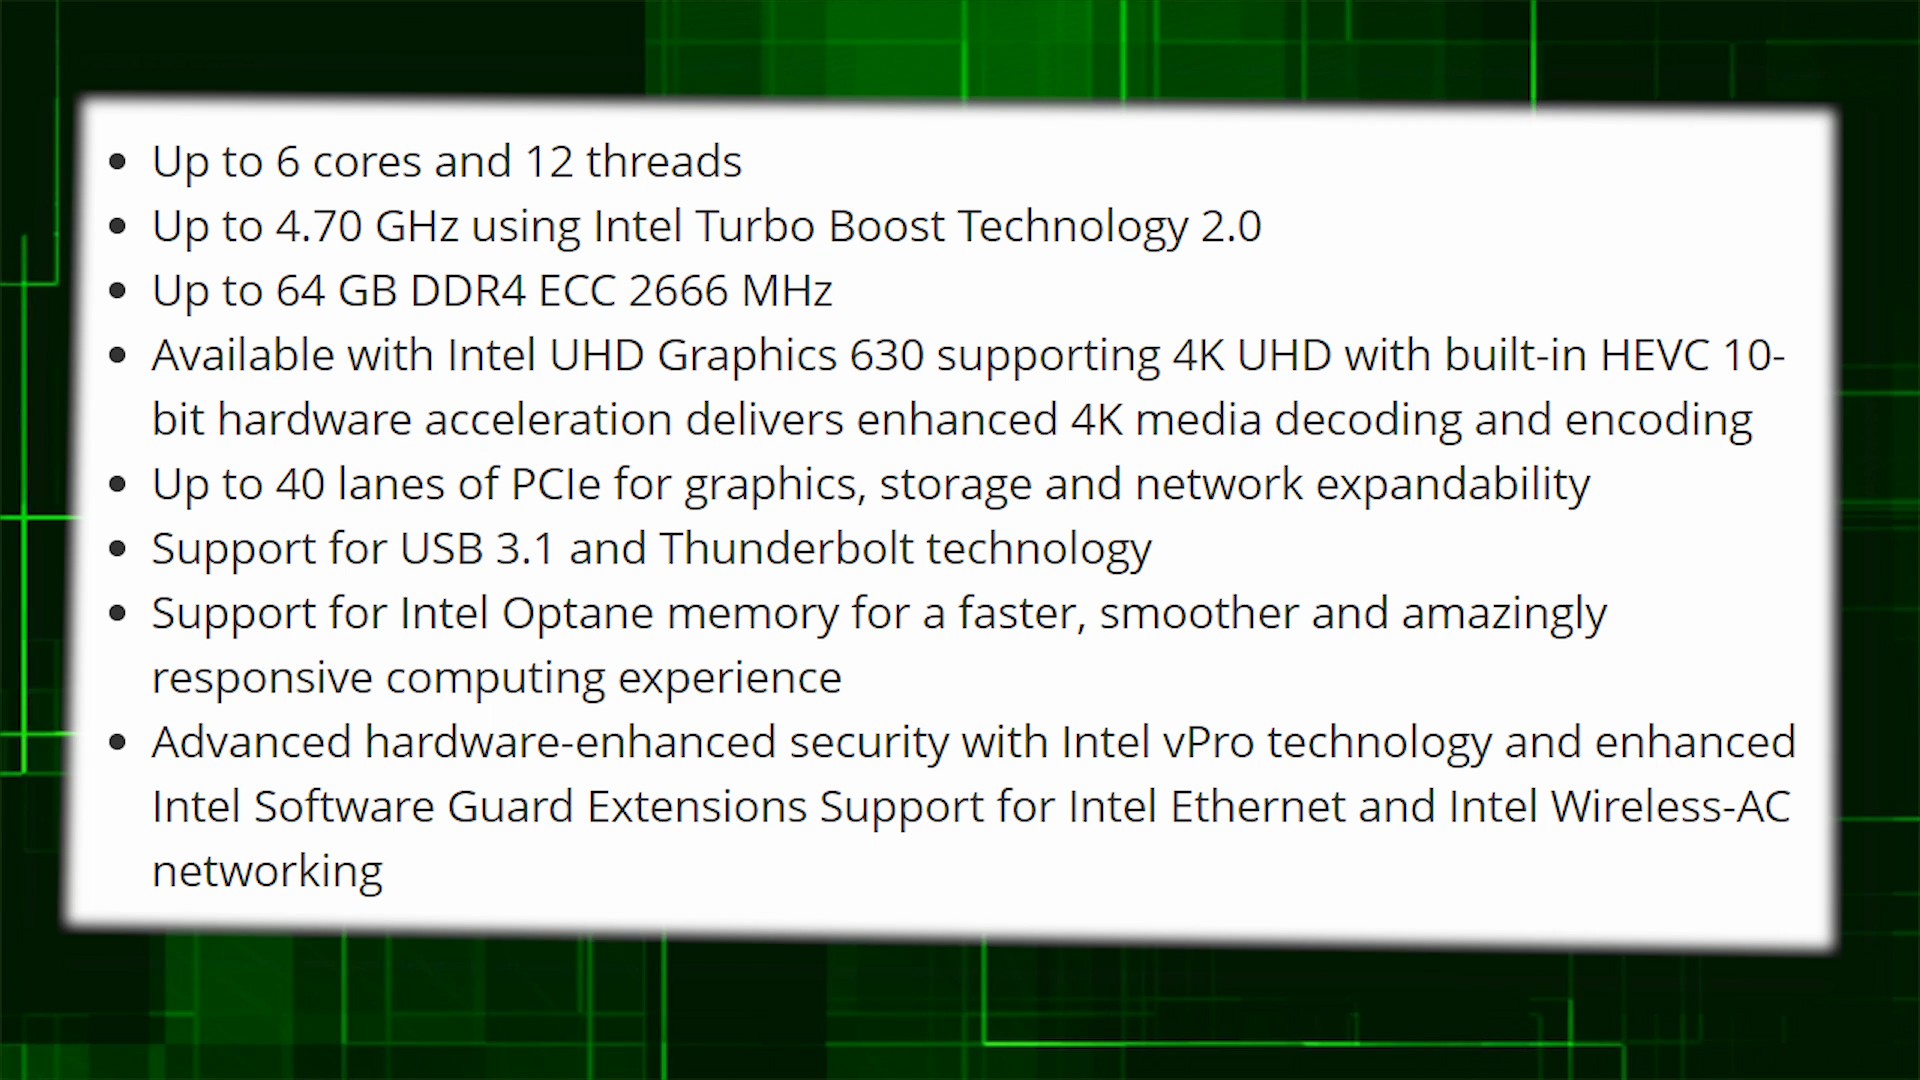 • Up to 6 cores and 12 threads
• Up to 4.70 GHz using Intel Turbo Boost Technology 2.0
• Up to 64 GB DDR4 ECC 2666 MHz
• Available with Intel UHD Graphics 630 supporting 4K UHD with built-in HEVC 10-
bit hardware acceleration delivers enhanced 4K media decoding and encoding
• Up to 40 lanes of PCIe for graphics, storage and network expandability
• Support for USB 3.1 and Thunderbolt technology
• Support for Intel Optane memory for a faster, smoother and amazingly
responsive computing experience
• Advanced hardware-enhanced security with Intel vPro technology and enhanced
Intel Software Guard Extensions Support for Intel Ethernet and Intel Wireless-AC
networking